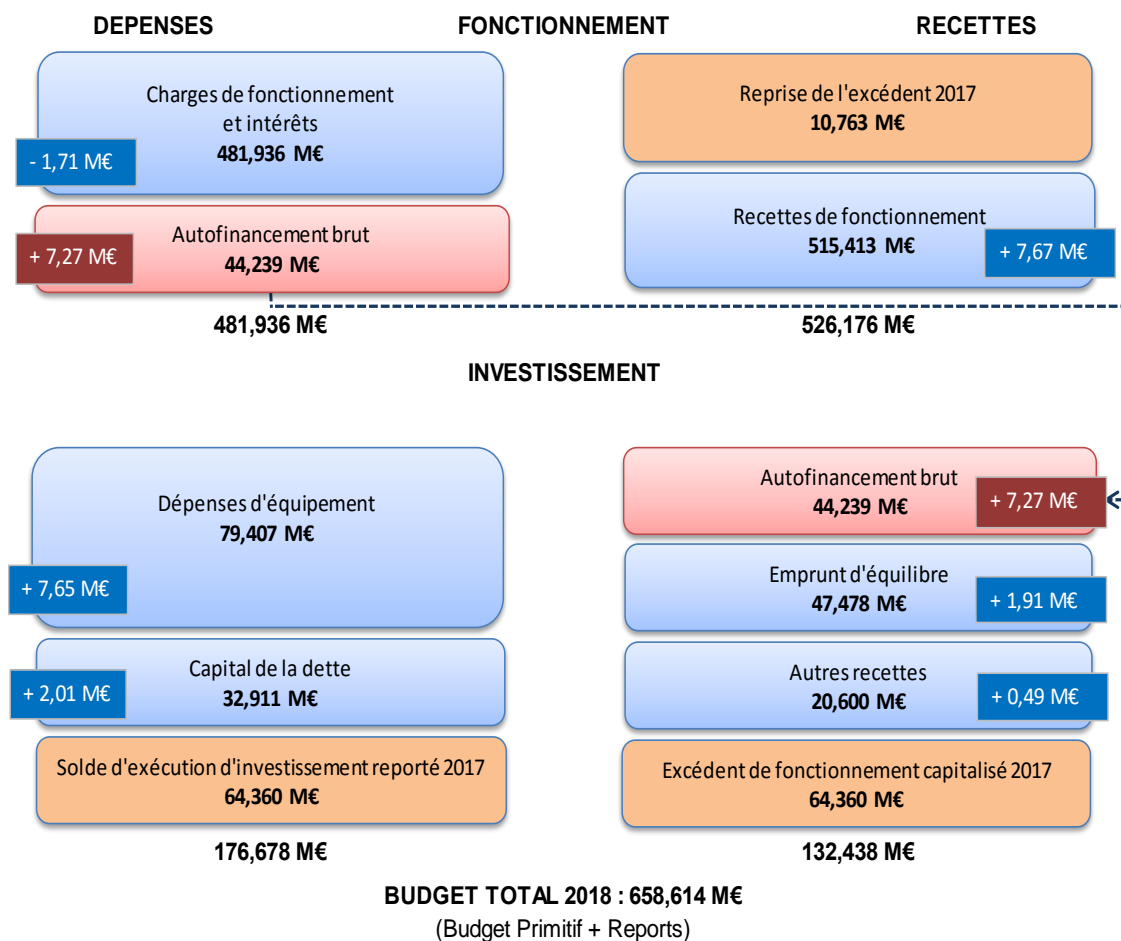 DEPENSES FONCTIONNEMENT RECETTES
Charges de fonctionnement
et intérêts
481,936 M€
- 1,71 M€
Autofinancement brut
44,239 M€
+ 7,27 M€
481,936 M€
Reprise de l'excédent 2017
10,763 M€
Recettes de fonctionnement
515,413 M€
+ 7,67 M€
526,176 M€
INVESTISSEMENT
Dépenses d'équipement
79,407 M€
+ 7,65 M€
Capital de la dette
32,911 M€
+ 2,01 M€
Solde d'exécution d'investissement reporté 2017
64,360 M€
176,678 M€
Autofinancement brut
44,239 M€
+ 7,27 M€
Emprunt d'équilibre
47,478 M€
+ 1,91 M€
Autres recettes
20,600 M€
+ 0,49 M€
Excédent de fonctionnement capitalisé 2017
64,360 M€
132,438 M€
BUDGET TOTAL 2018 : 658,614 M€
(Budget Primitif + Reports)